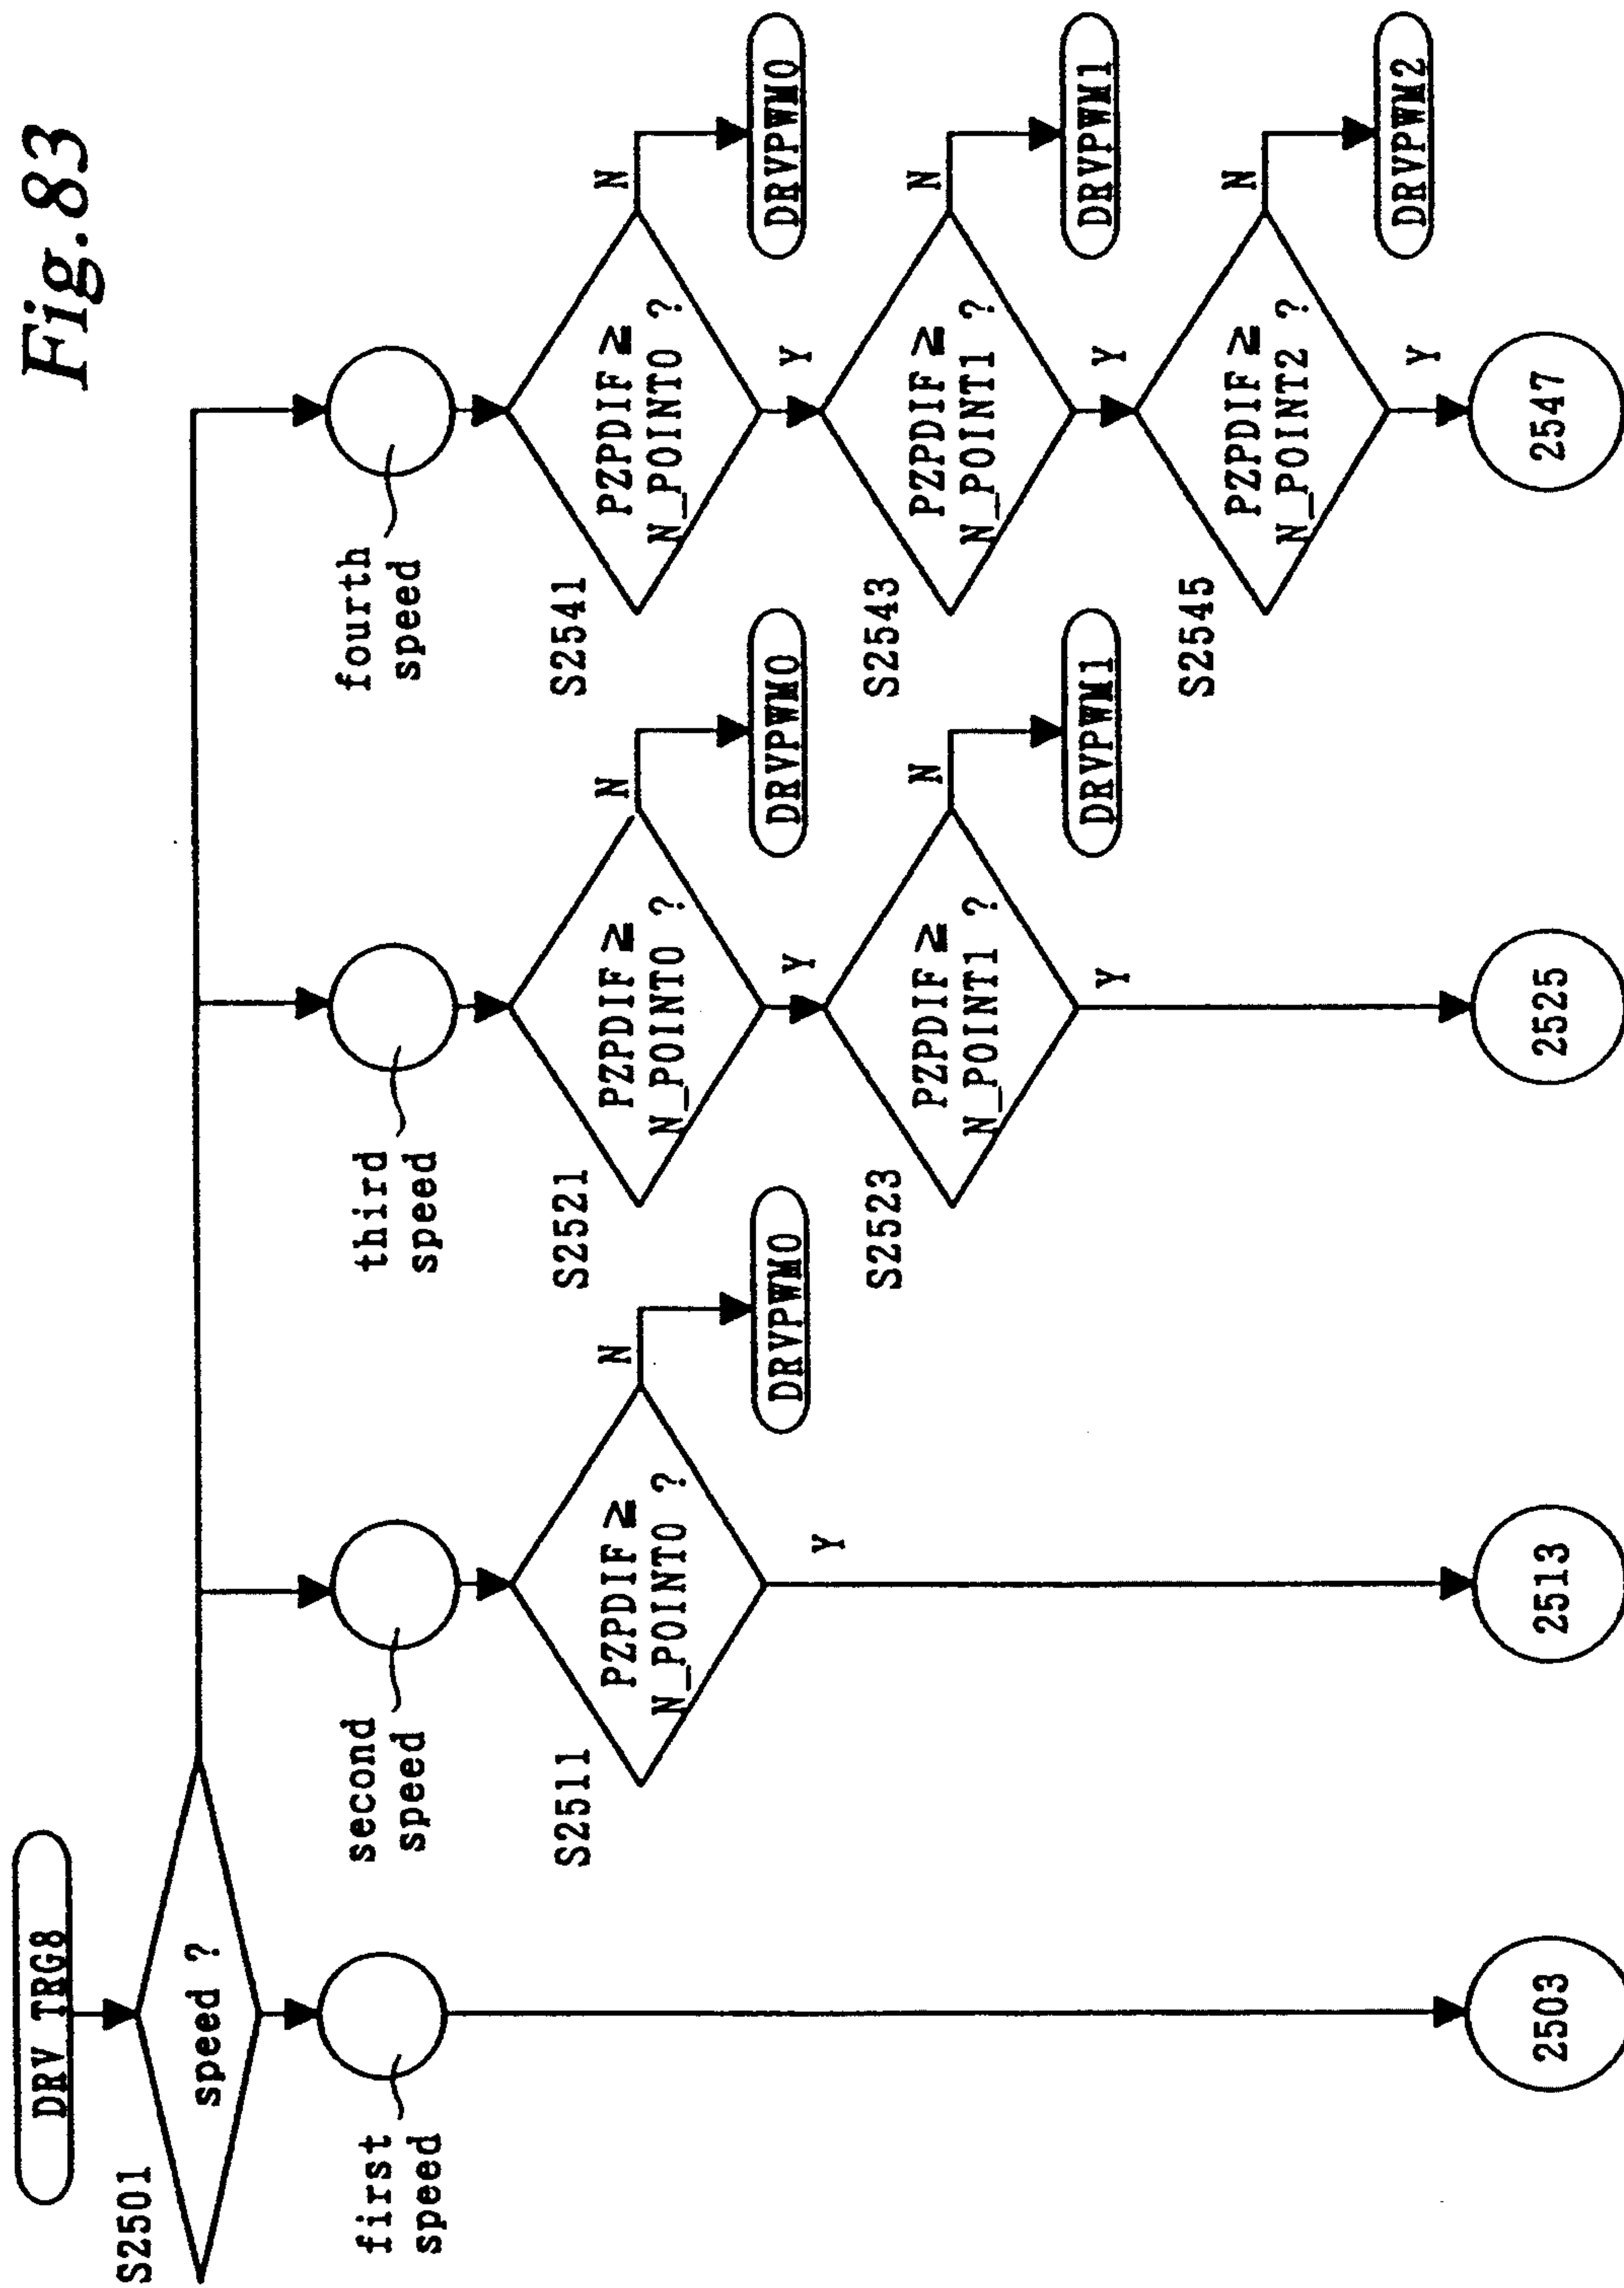 Fig.83
DRV TRG8
S2501
speed ?
first
speed
second
speed
third
speed
fourth
speed
S2511
PZPDIF ≧
N_POINT0 ?
N
Y
DRVPWM0
S2521
PZPDIF ≧
N_POINT0 ?
N
Y
DRVPWM0
S2523
PZPDIF ≧
N_POINT1 ?
N
Y
DRVPWM1
S2541
PZPDIF ≧
N_POINT0 ?
N
Y
DRVPWM0
S2543
PZPDIF ≧
N_POINT1 ?
N
Y
DRVPWM1
S2545
PZPDIF ≧
N_POINT2 ?
N
Y
DRVPWM2
2503
2513
2525
2547